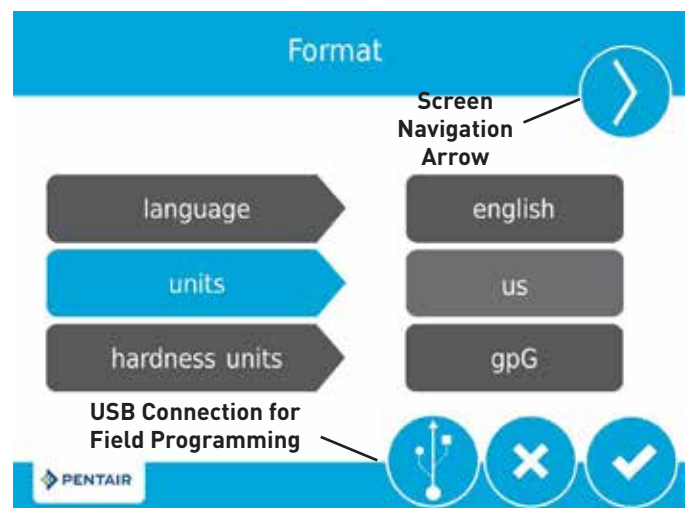 Format
Screen
Navigation
Arrow
language
english
units
us
hardness units
gpG
USB Connection for
Field Programming
PENTAIR